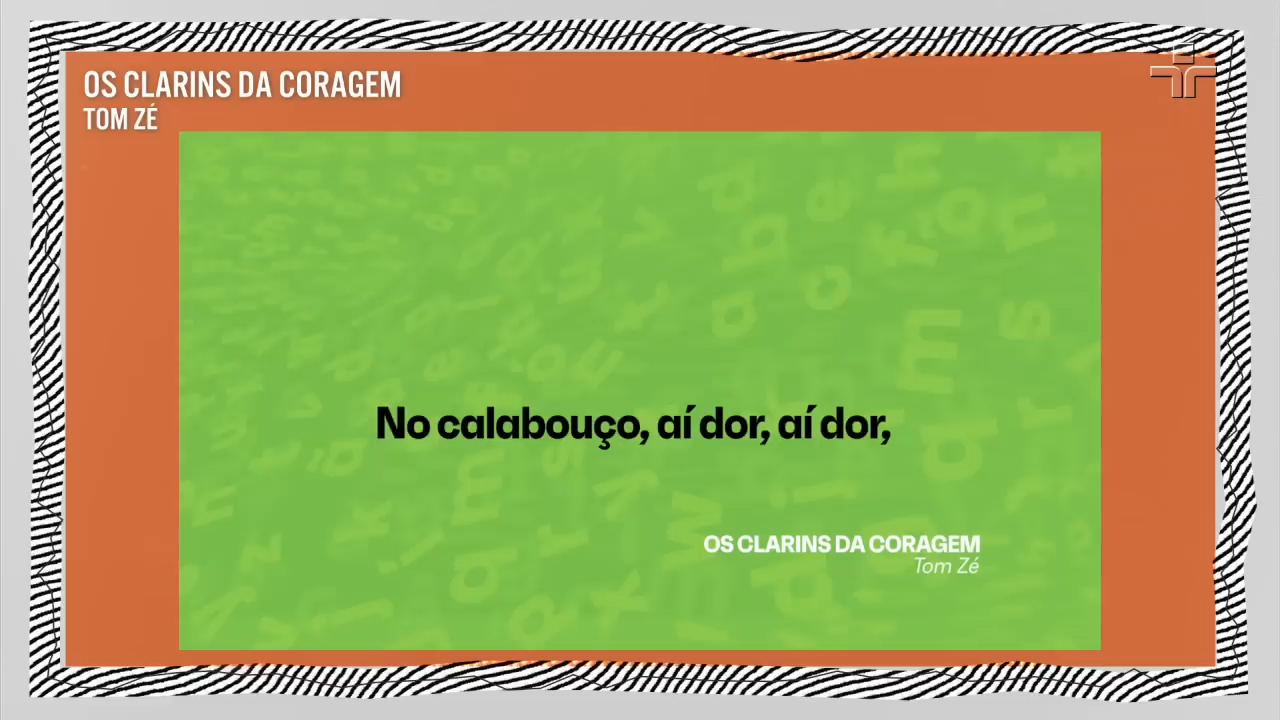 OS CLARINS DA CORAGEM
TOM ZÉ
No calabouço, aí dor, aí dor,
OS CLARINS DA CORAGEM
Tom Zé